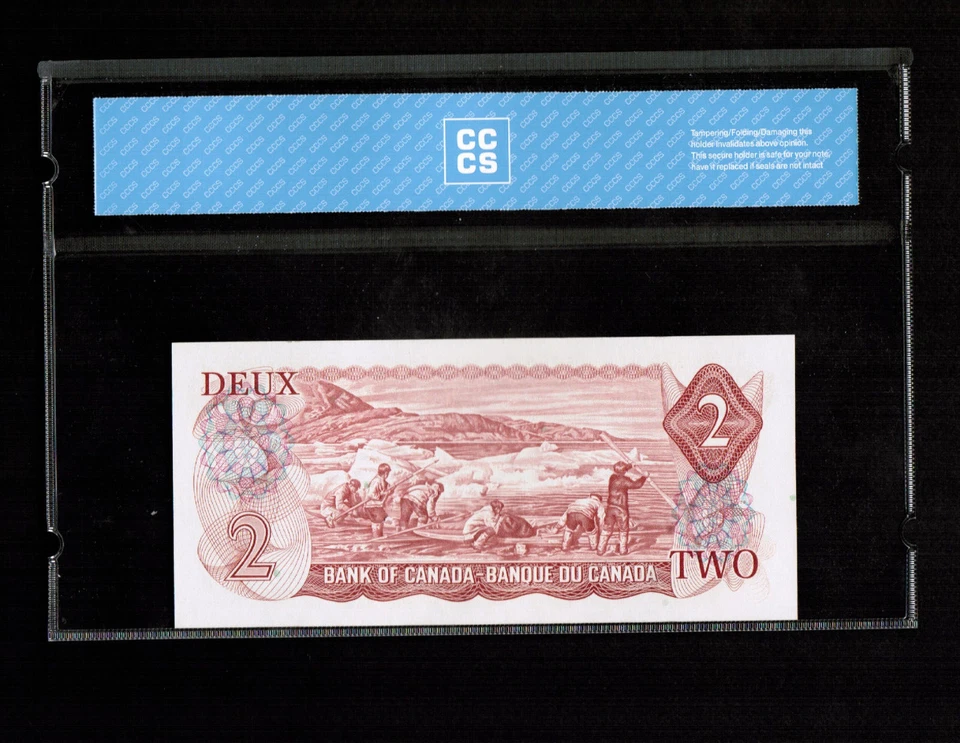 CC
CS
Tampering/Folding/Damaging this
holder invalidates above opinion.
This secure holder is safe for your note,
have it replaced if seals are not intact
DEUX
2
2
BANK OF CANADA-BANQUE DU CANADA
TWO